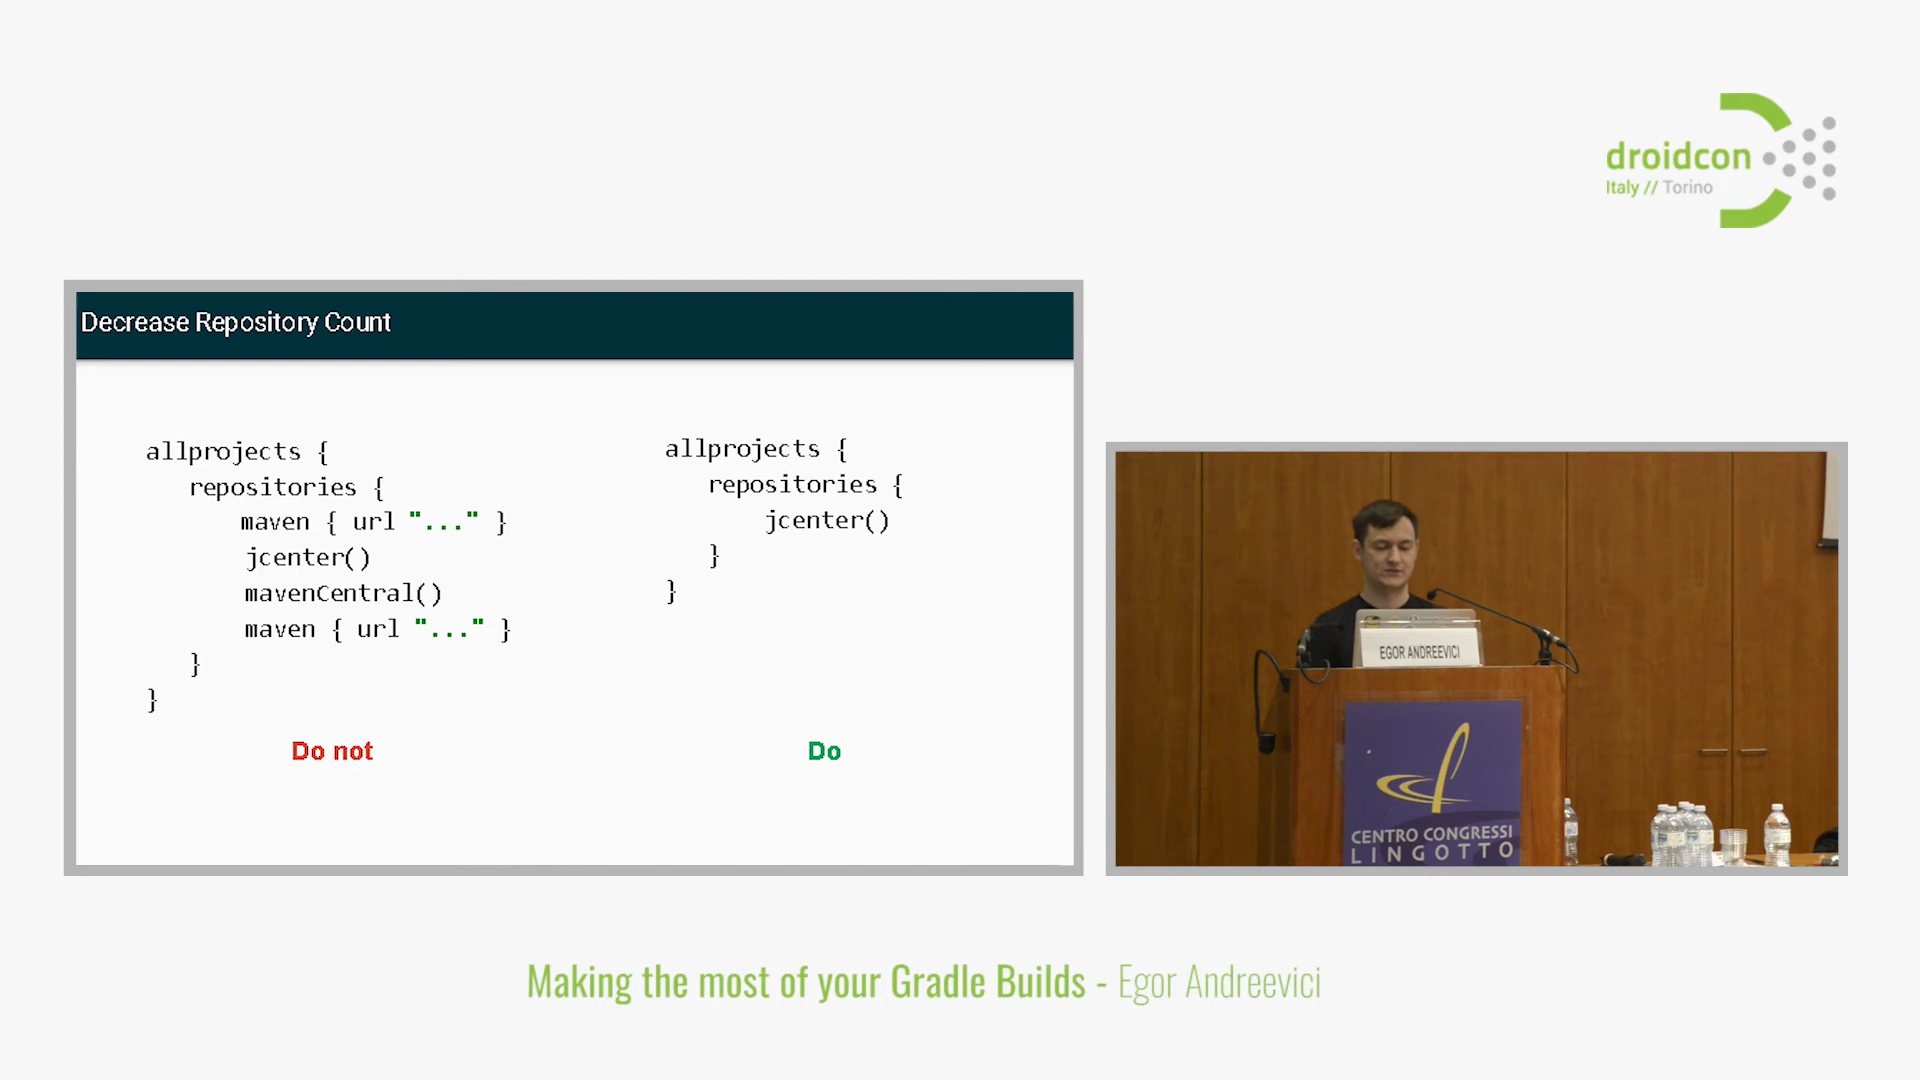 droidcon
Italy // Torino
Decrease Repository Count
allprojects {
repositories {
maven { url "..." }
jcenter()
mavenCentral()
maven { url "..." }
}
}
Do not
allprojects {
repositories {
jcenter()
}
}
Do
EGOR ANDREEVICI
CENTRO CONGRESSI
LINGOTTO
Making the most of your Gradle Builds - Egor Andreevici